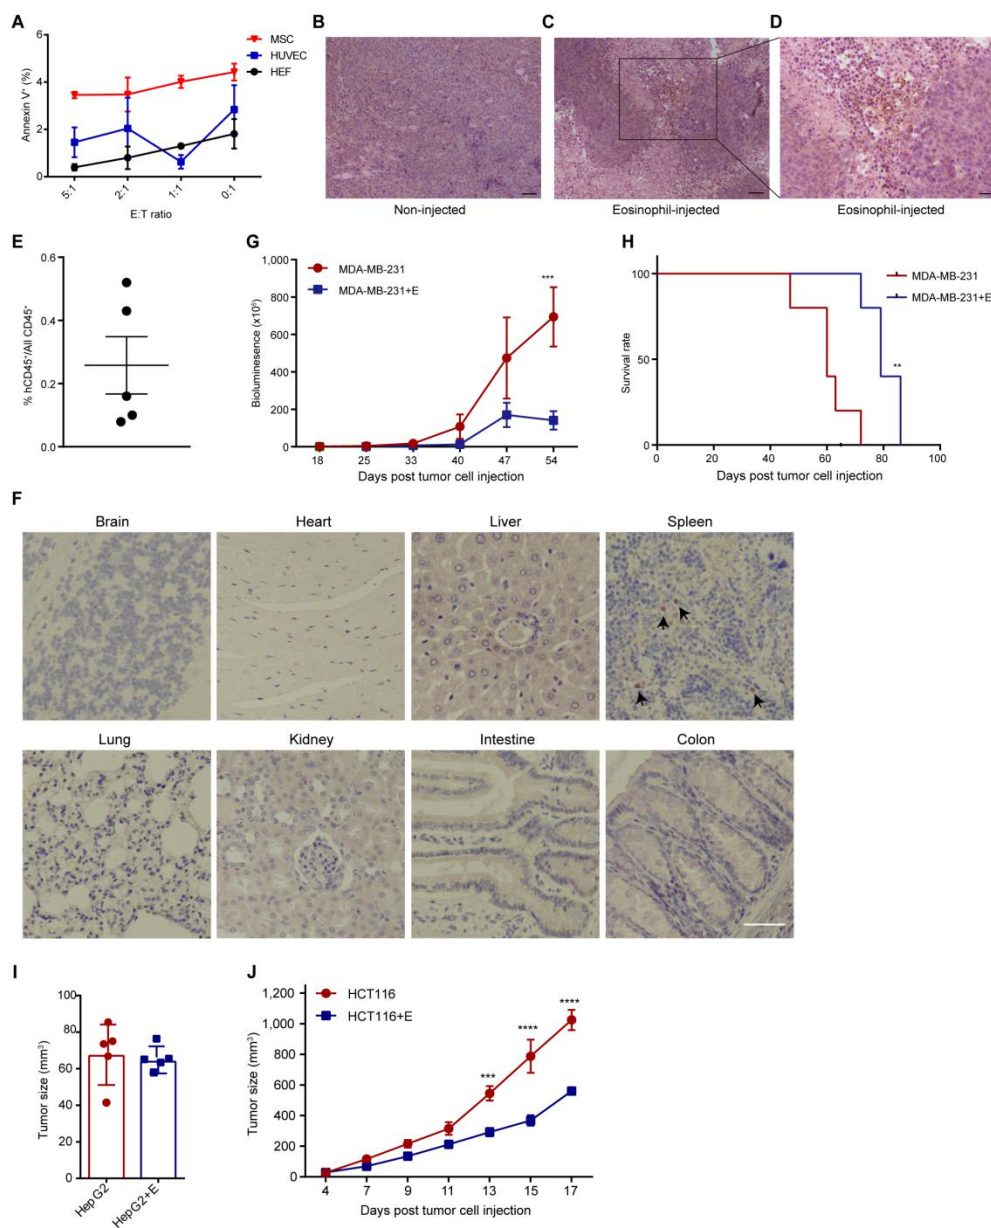 A
MSC
HUVEC
HEF
Annexin V⁺ (%)
6
4
2
0
5:1
2:1
1:1
0:1
E:T ratio
B
Non-injected
C
Eosinophil-injected
D
Eosinophil-injected
E
% hCD45⁺/All CD45⁺
0.6
0.4
0.2
0.0
G
MDA-MB-231
MDA-MB-231+E
Bioluminesence (x10⁵)
1,000
800
600
400
200
0
***
18
25
33
40
47
54
Days post tumor cell injection
H
MDA-MB-231
MDA-MB-231+E
Survival rate
100
50
0
**
0
20
40
60
80
100
Days post tumor cell injection
F
Brain
Heart
Liver
Spleen
Lung
Kidney
Intestine
Colon
I
Tumor size (mm³)
100
80
60
40
20
0
Hep G2
Hep G2+E
J
HCT116
HCT116+E
Tumor size (mm³)
1,200
1,000
800
600
400
200
0
***
****
****
4
7
9
11
13
15
17
Days post tumor cell injection